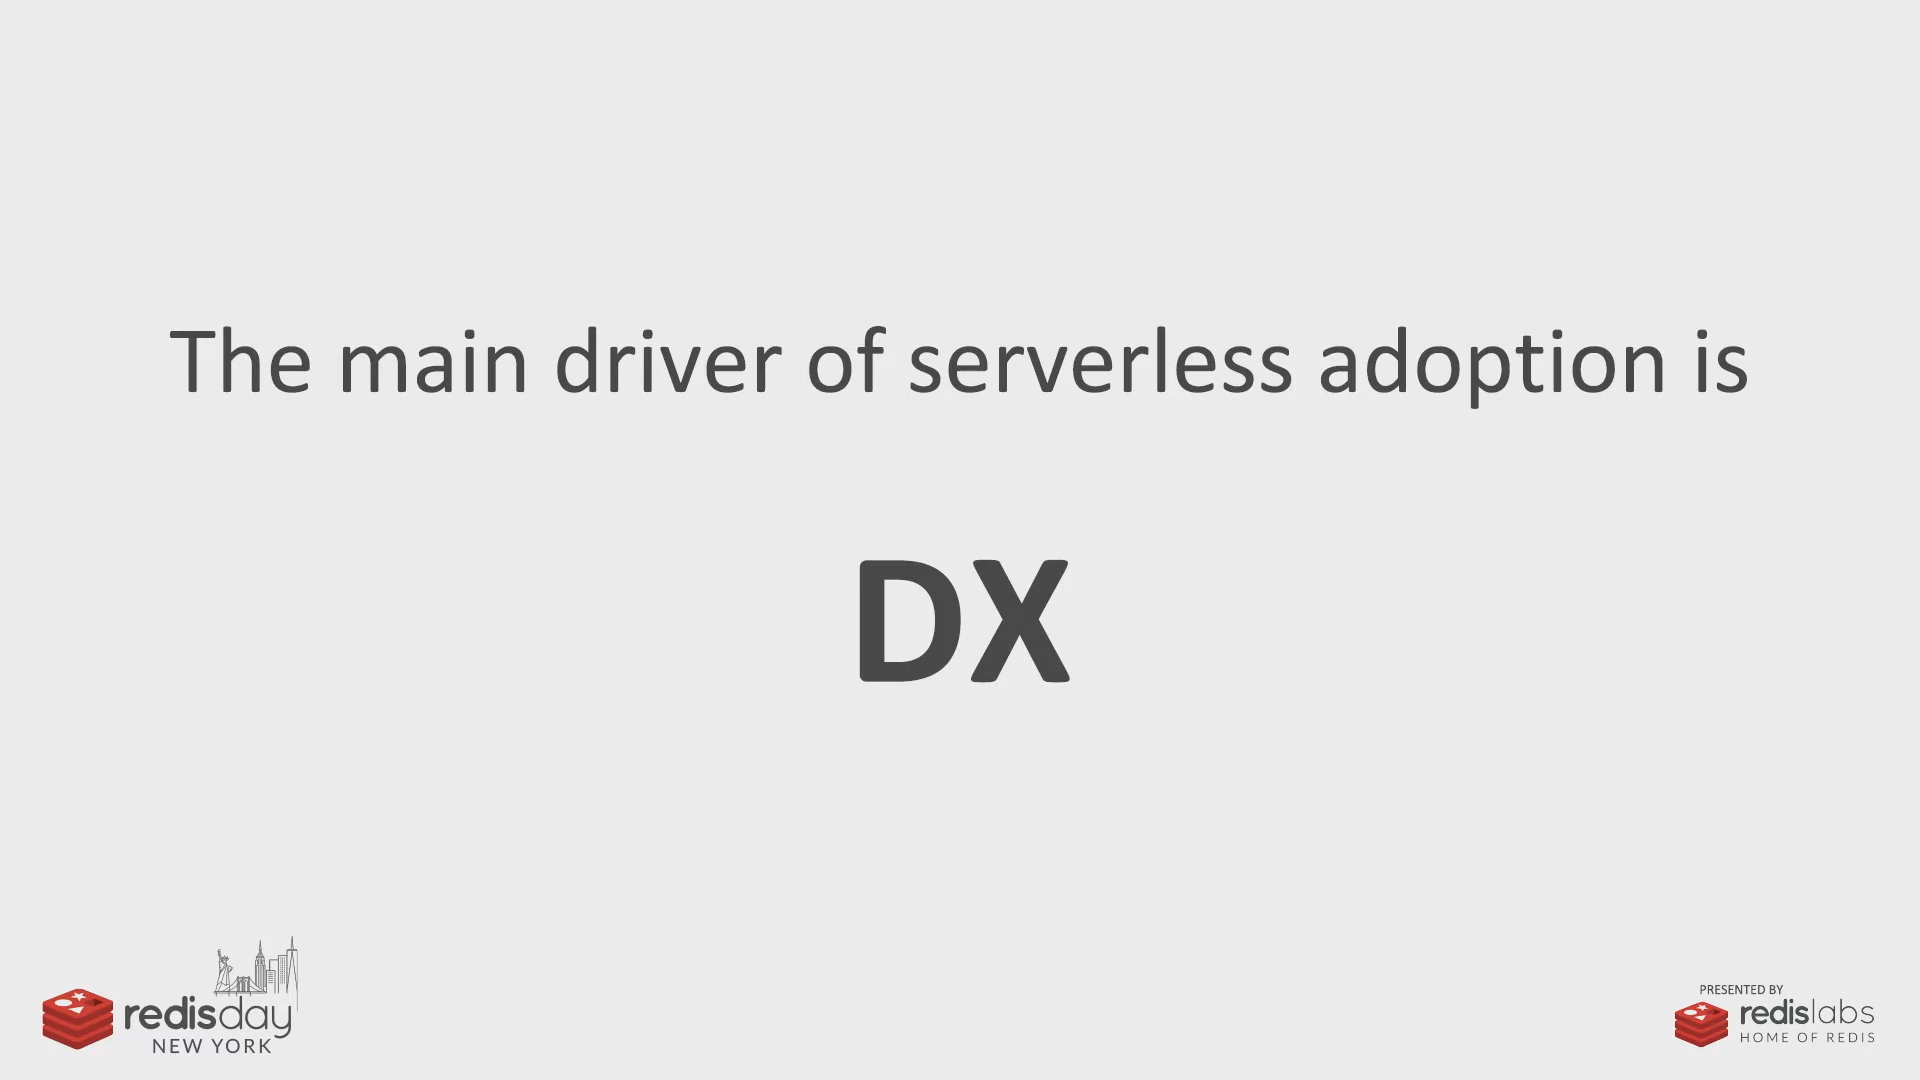 The main driver of serverless adoption is
DX
redisday
NEW YORK
PRESENTED BY
redislabs
HOME OF REDIS